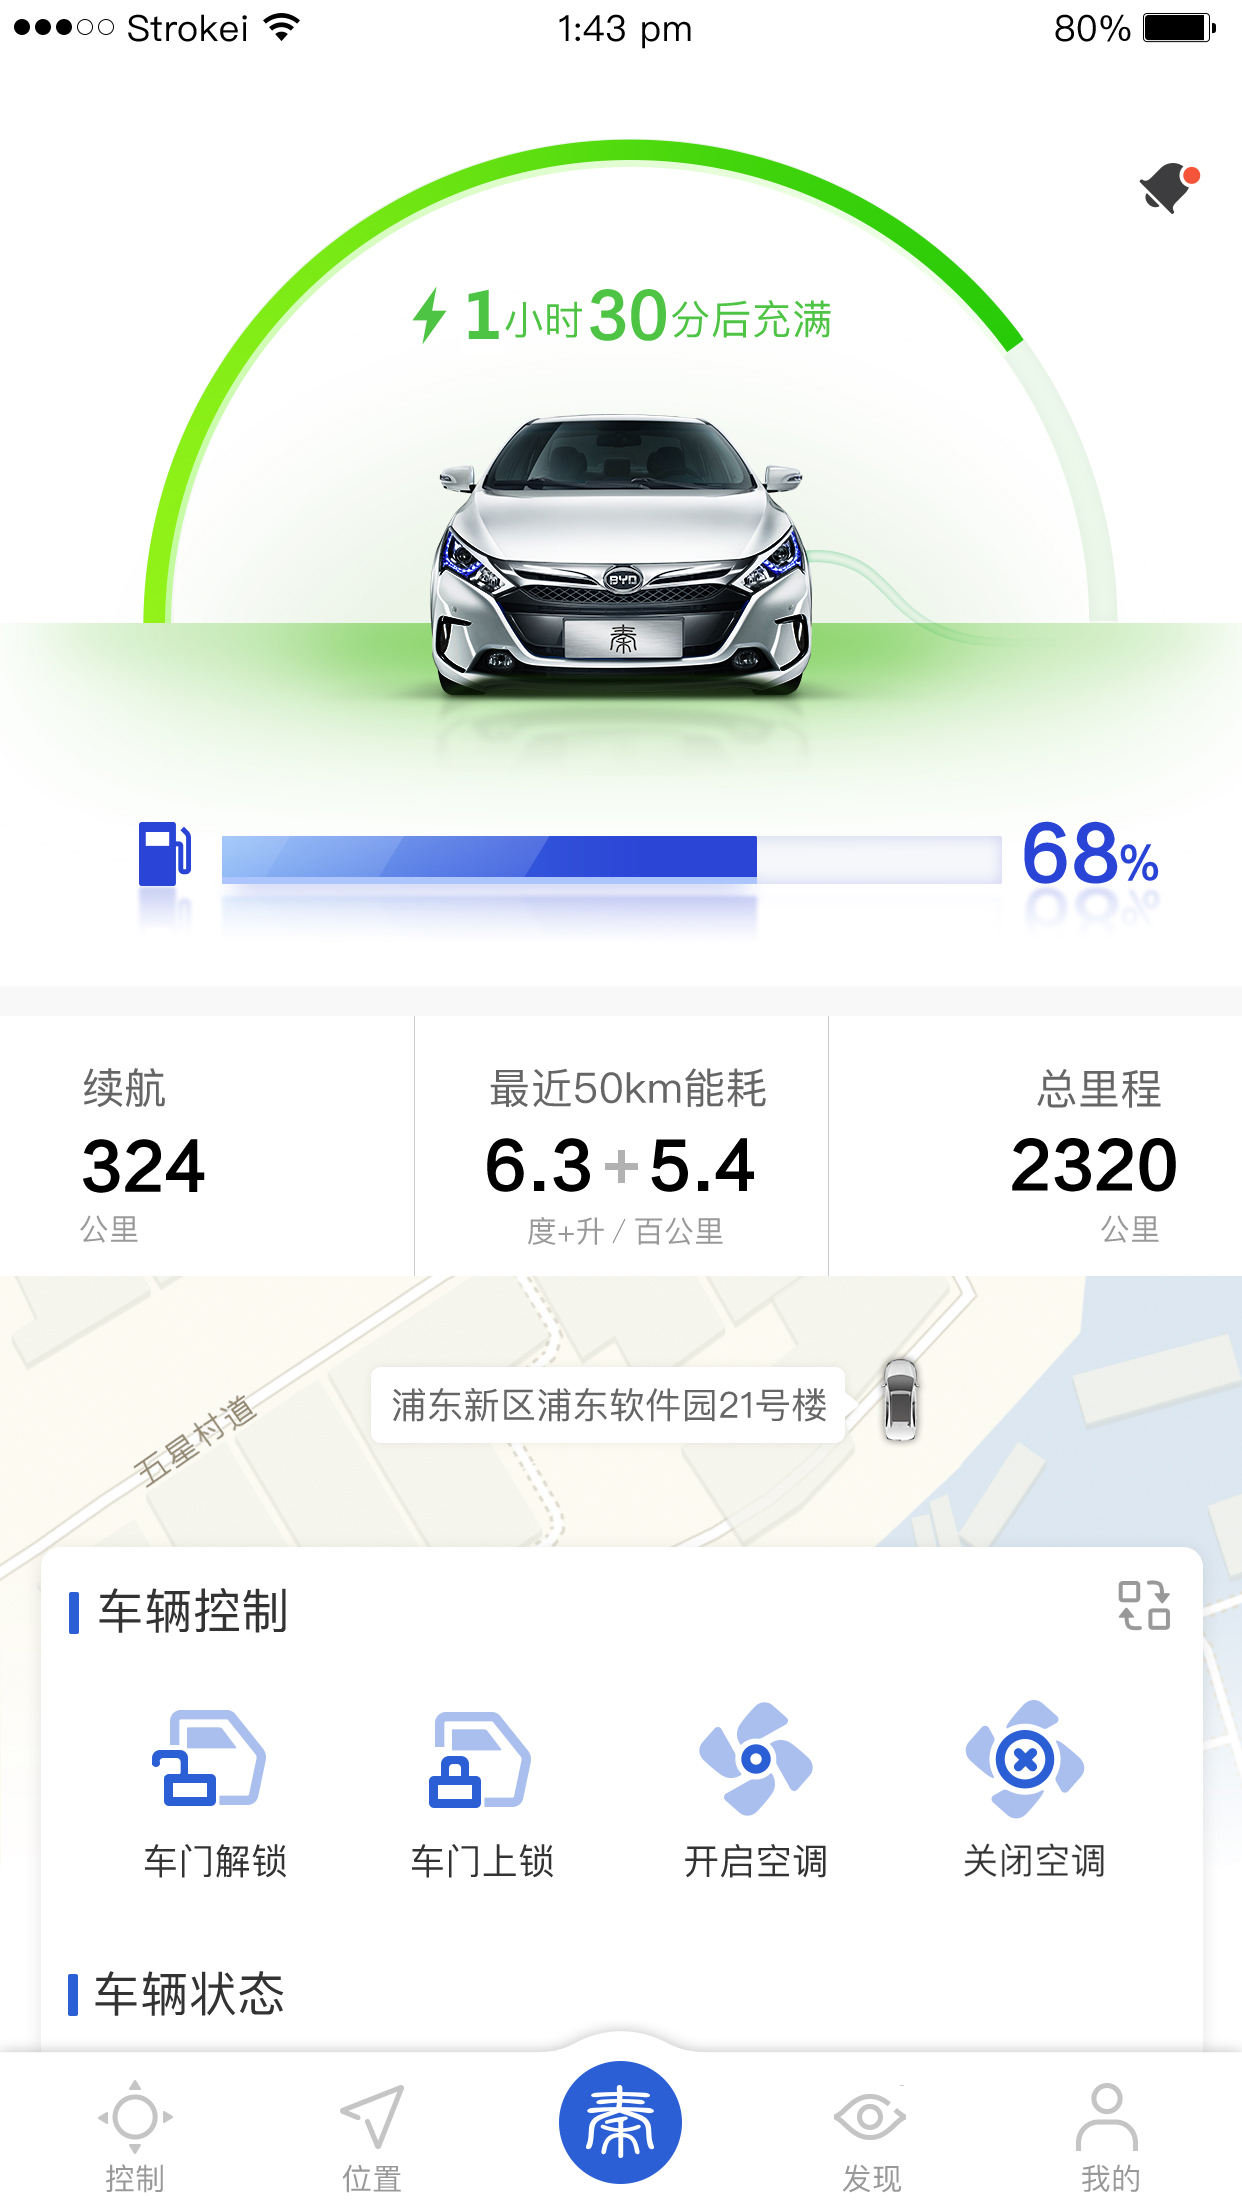 Strokei 1:43 pm 80%
1小时30分后充满
BYD
秦
68%
续航 最近50km能耗 总里程
324 6.3+5.4 2320
公里 度+升 / 百公里 公里
浦东新区浦东软件园21号楼
五星村道
车辆控制
车门解锁 车门上锁 开启空调 关闭空调
车辆状态
秦
控制 位置 发现 我的